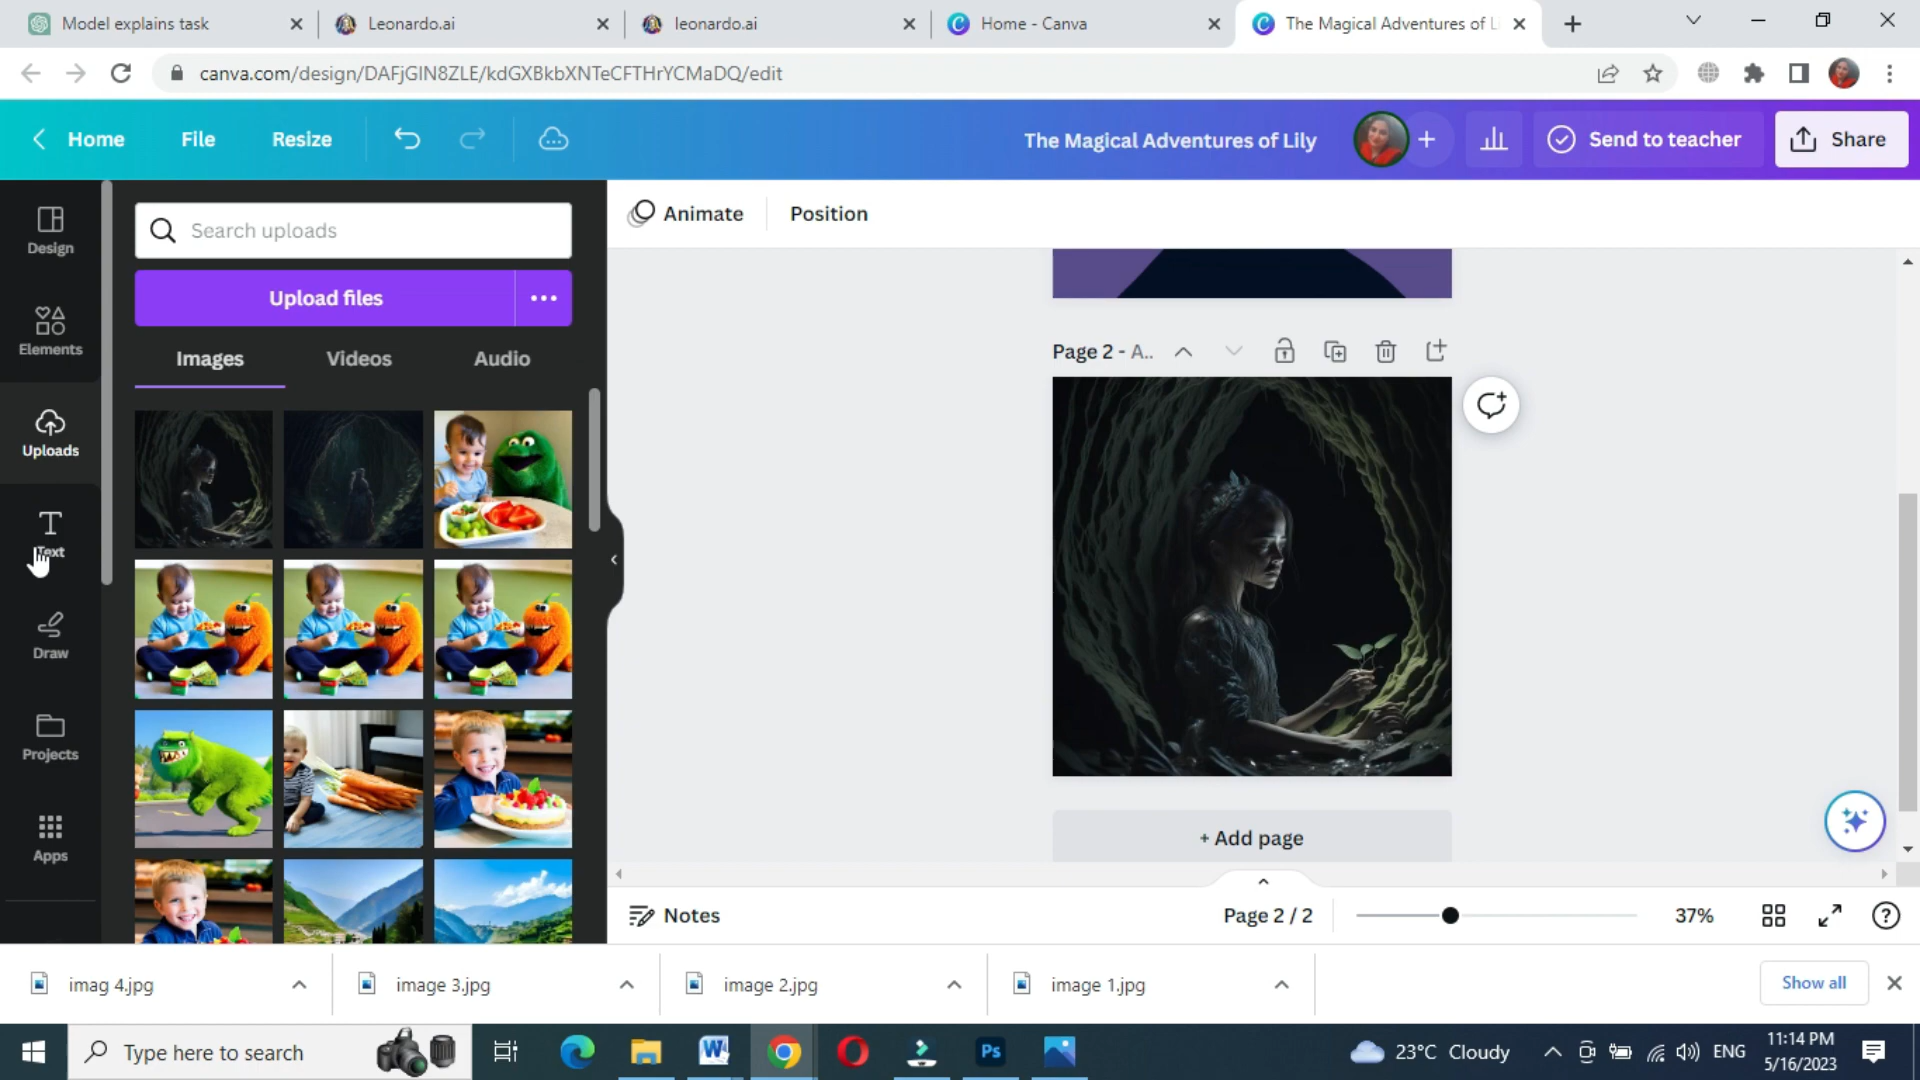 Model explains task
Leonardo.ai
leonardo.ai
Home - Canva
The Magical Adventures of Li
canva.com/design/DAFjGIN8ZLE/kdGXBkbXNTeCFTHrYCMaDQ/edit
Home
File
Resize
The Magical Adventures of Lily
Send to teacher
Share
Design
Elements
Uploads
Text
Draw
Projects
Apps
Search uploads
Upload files
Images
Videos
Audio
Animate
Position
Page 2 - A..
+ Add page
Notes
Page 2 / 2
37%
imag 4.jpg
image 3.jpg
image 2.jpg
image 1.jpg
Show all
Type here to search
Ps
23°C Cloudy
ENG
11:14 PM
5/16/2023